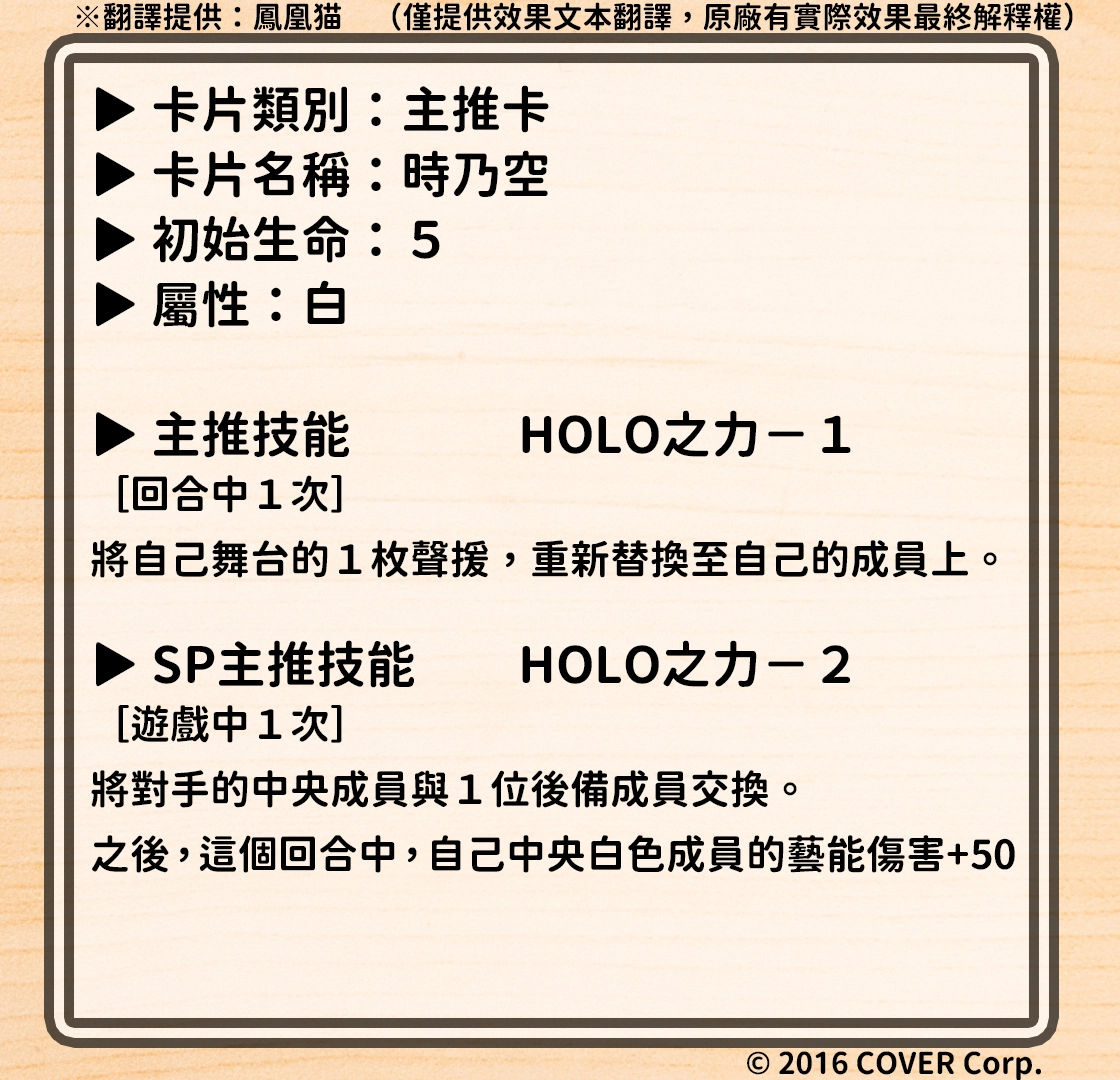 ※翻譯提供：鳳凰猫　（僅提供效果文本翻譯，原廠有實際效果最終解釋權）
▶ 卡片類別：主推卡
▶ 卡片名稱：時乃空
▶ 初始生命：５
▶ 屬性：白
▶ 主推技能　　　HOLO之力－１
［回合中１次］
將自己舞台的１枚聲援，重新替換至自己的成員上。
▶ SP主推技能　　HOLO之力－２
［遊戲中１次］
將對手的中央成員與１位後備成員交換。
之後，這個回合中，自己中央白色成員的藝能傷害+50
© 2016 COVER Corp.